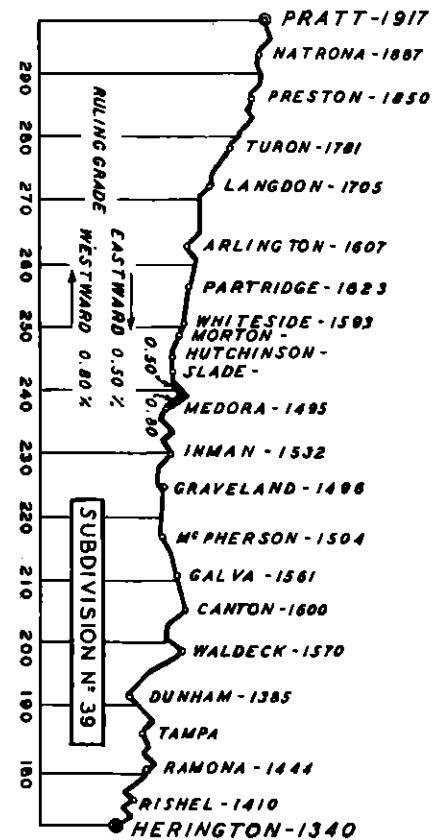 PRATT-1917
NATRONA-1887
PRESTON-1850
TURON-1781
LANGDON-1705
ARLINGTON-1607
PARTRIDGE-1623
WHITESIDE-1593
MORTON-
HUTCHINSON-
SLADE-
MEDORA-1495
INMAN-1532
GRAVELAND-1496
McPHERSON-1504
GALVA-1561
CANTON-1600
WALDECK-1570
DUNHAM-1385
TAMPA
RAMONA-1444
RISHEL-1410
HERINGTON-1340
290
280
270
260
250
240
230
220
210
200
190
180
RULING GRADE
EASTWARD 0.50 %
WESTWARD 0.80 %
0.50
0.80
SUBDIVISION Nº 39